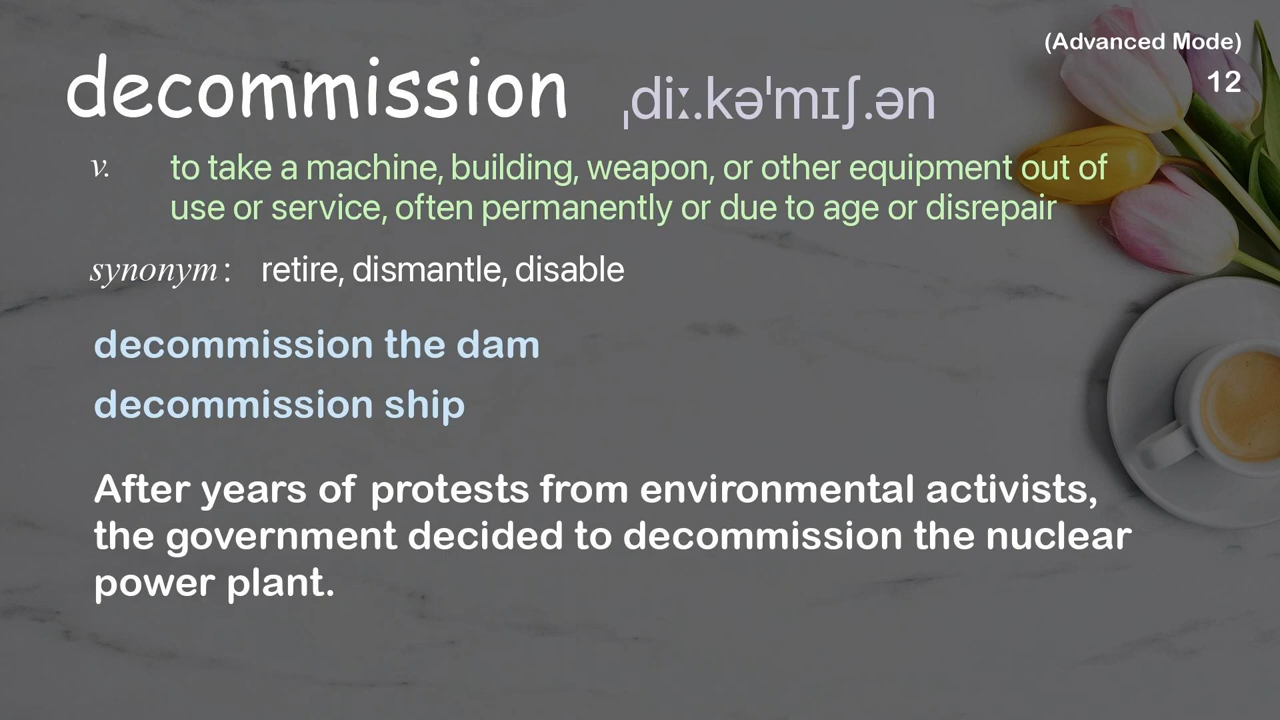 (Advanced Mode)
12
decommission ˌdiː.kəˈmɪʃ.ən
v. to take a machine, building, weapon, or other equipment out of
use or service, often permanently or due to age or disrepair
synonym : retire, dismantle, disable
decommission the dam
decommission ship
After years of protests from environmental activists,
the government decided to decommission the nuclear
power plant.